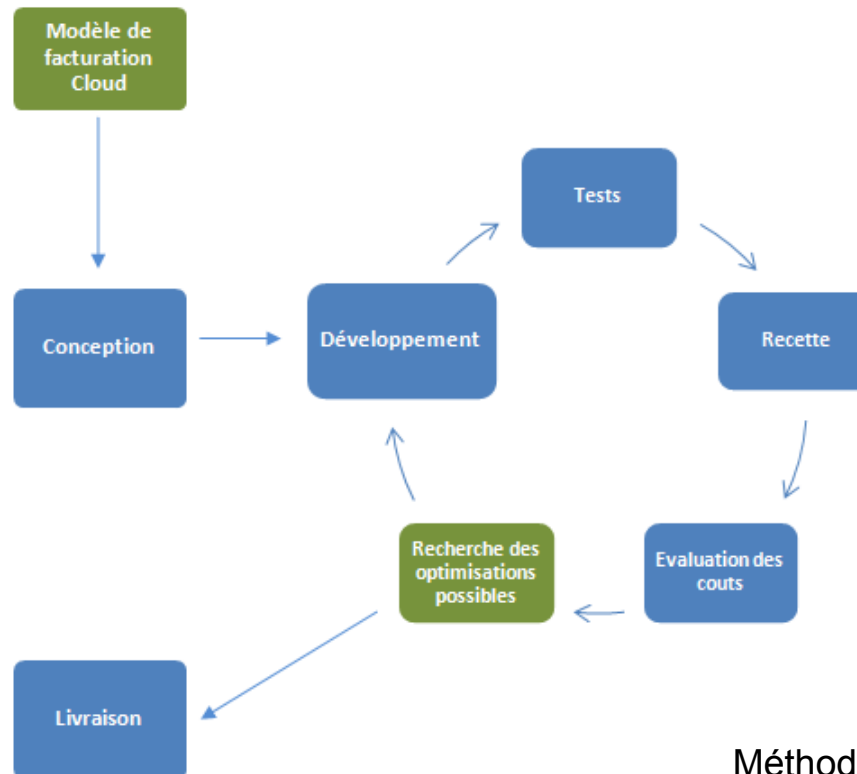 Modèle de
facturation
Cloud
Tests
Conception
Développement
Recette
Recherche des
optimisations
possibles
Evaluation des
couts
Livraison
Méthod